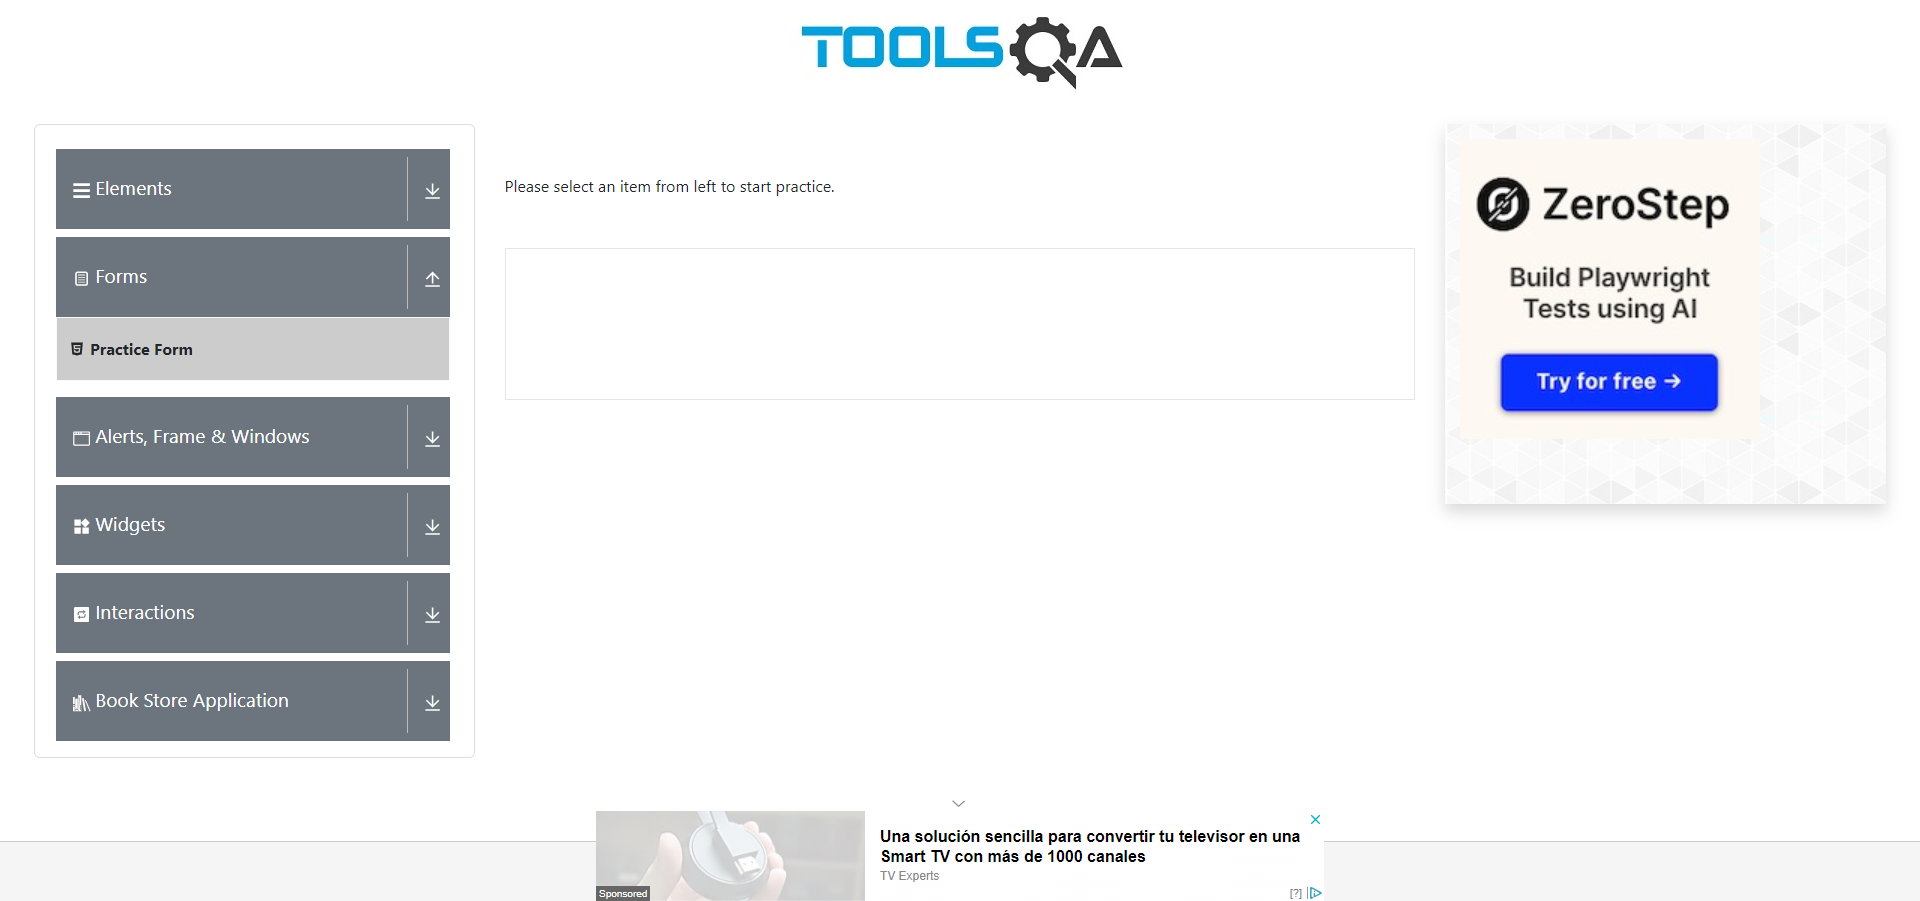 TOOLSQA
Elements
Forms
Practice Form
Alerts, Frame & Windows
Widgets
Interactions
Book Store Application
Please select an item from left to start practice.
ZeroStep
Build Playwright
Tests using AI
Try for free →
Una solución sencilla para convertir tu televisor en una
Smart TV con más de 1000 canales
TV Experts
Sponsored
[?]